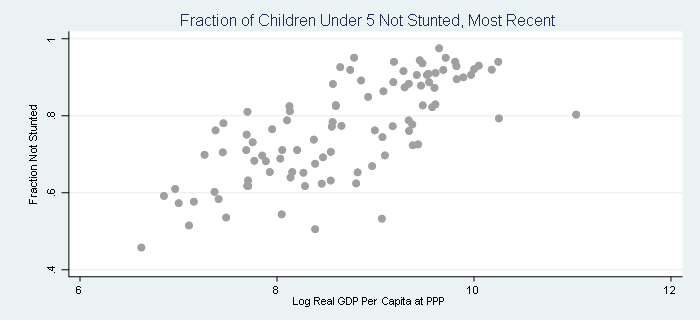 Fraction of Children Under 5 Not Stunted, Most Recent
Fraction Not Stunted
1
.8
.6
.4
6
8
10
12
Log Real GDP Per Capita at PPP